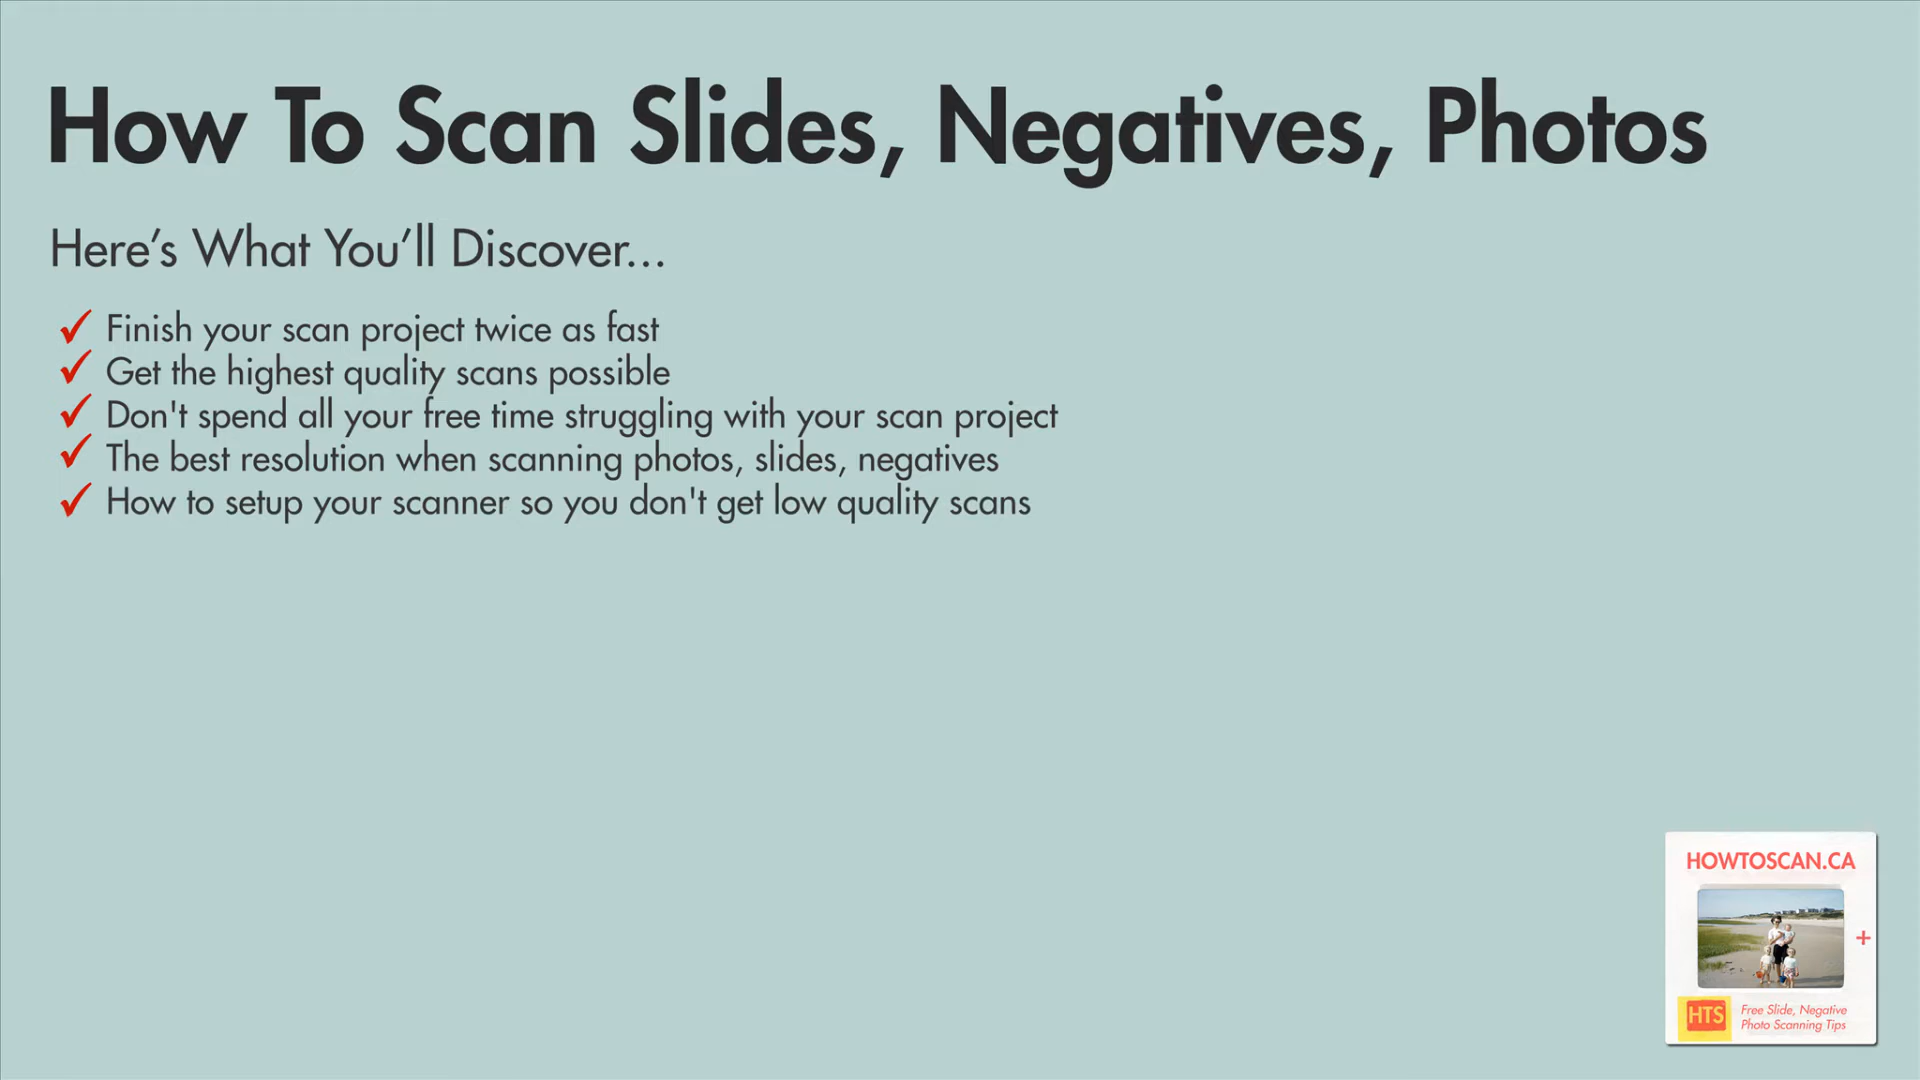 How To Scan Slides, Negatives, Photos
Here’s What You’ll Discover...
Finish your scan project twice as fast
Get the highest quality scans possible
Don't spend all your free time struggling with your scan project
The best resolution when scanning photos, slides, negatives
How to setup your scanner so you don't get low quality scans
HOWTOSCAN.CA
+
HTS
Free Slide, Negative
Photo Scanning Tips